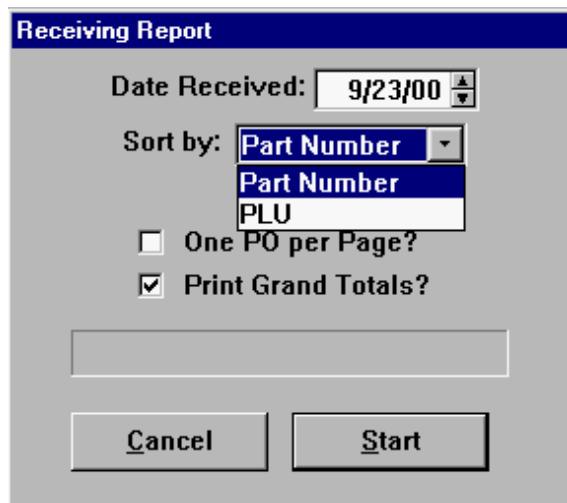 Receiving Report
Date Received: 9/23/00
Sort by: Part Number
Part Number
PLU
One PO per Page?
Print Grand Totals?
Cancel Start